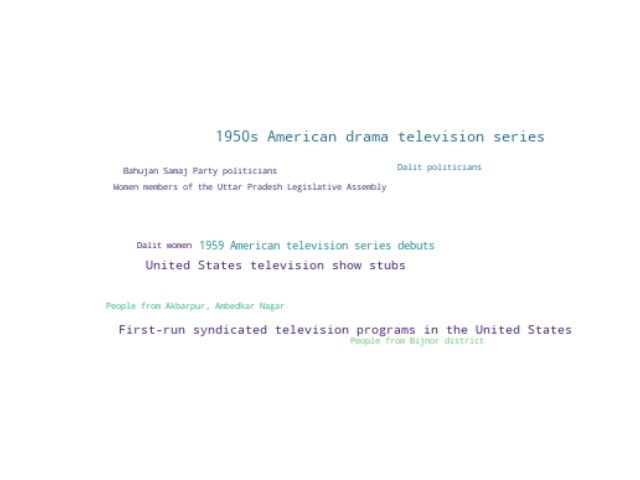 1950s American drama television series
Bahujan Samaj Party politicians
Dalit politicians
Women members of the Uttar Pradesh Legislative Assembly
Dalit women
1959 American television series debuts
United States television show stubs
People from Akbarpur, Ambedkar Nagar
First-run syndicated television programs in the United States
People from Bijnor district